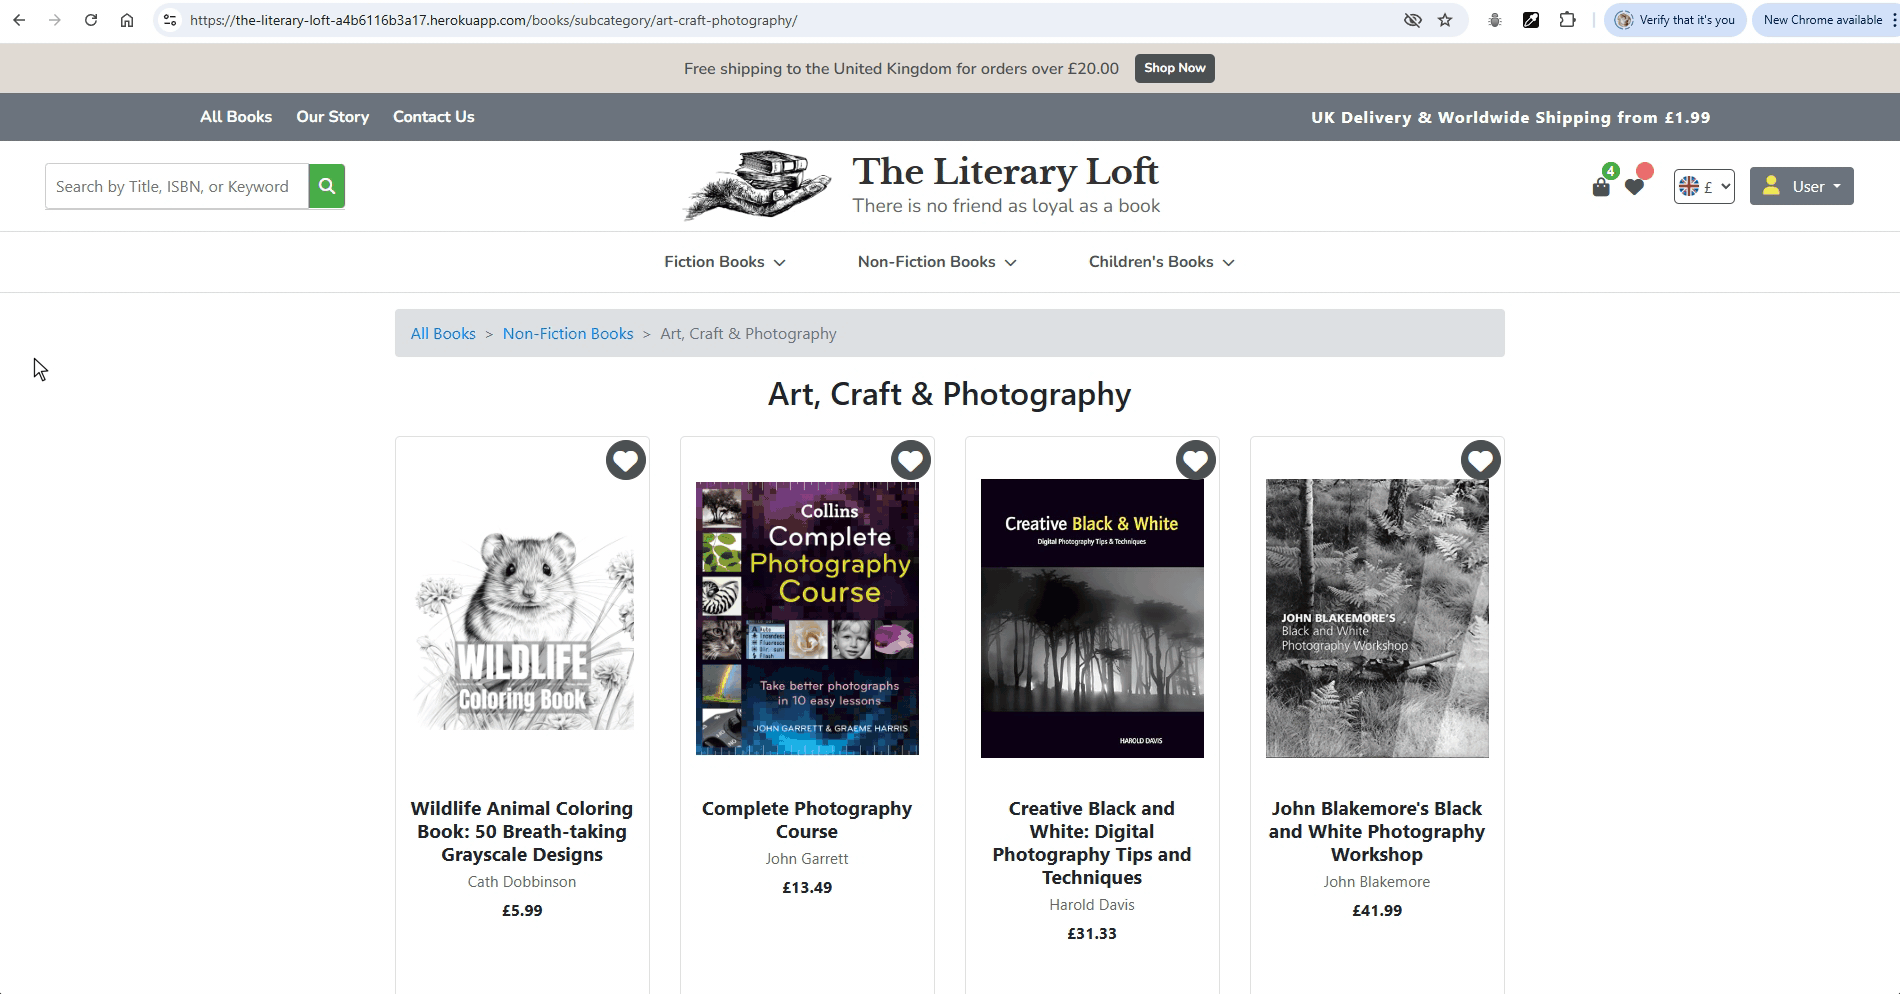 https://the-literary-loft-a4b6116b3a17.herokuapp.com/books/subcategory/art-craft-photography/
Verify that it's you
New Chrome available
Free shipping to the United Kingdom for orders over £20.00
Shop Now
All Books
Our Story
Contact Us
UK Delivery & Worldwide Shipping from £1.99
Search by Title, ISBN, or Keyword
The Literary Loft
There is no friend as loyal as a book
4
£
User
Fiction Books
Non-Fiction Books
Children's Books
All Books > Non-Fiction Books > Art, Craft & Photography
Art, Craft & Photography
WILDLIFE
Coloring Book
Wildlife Animal Coloring
Book: 50 Breath-taking
Grayscale Designs
Cath Dobbinson
£5.99
Collins
Complete
Photography
Course
Take better photographs
in 10 easy lessons
JOHN GARRETT & GRAEME HARRIS
Complete Photography
Course
John Garrett
£13.49
Creative Black & White
Digital Photography Tips & Techniques
HAROLD DAVIS
Creative Black and
White: Digital
Photography Tips and
Techniques
Harold Davis
£31.33
JOHN BLAKEMORE'S
Black and White
Photography Workshop
John Blakemore's Black
and White Photography
Workshop
John Blakemore
£41.99